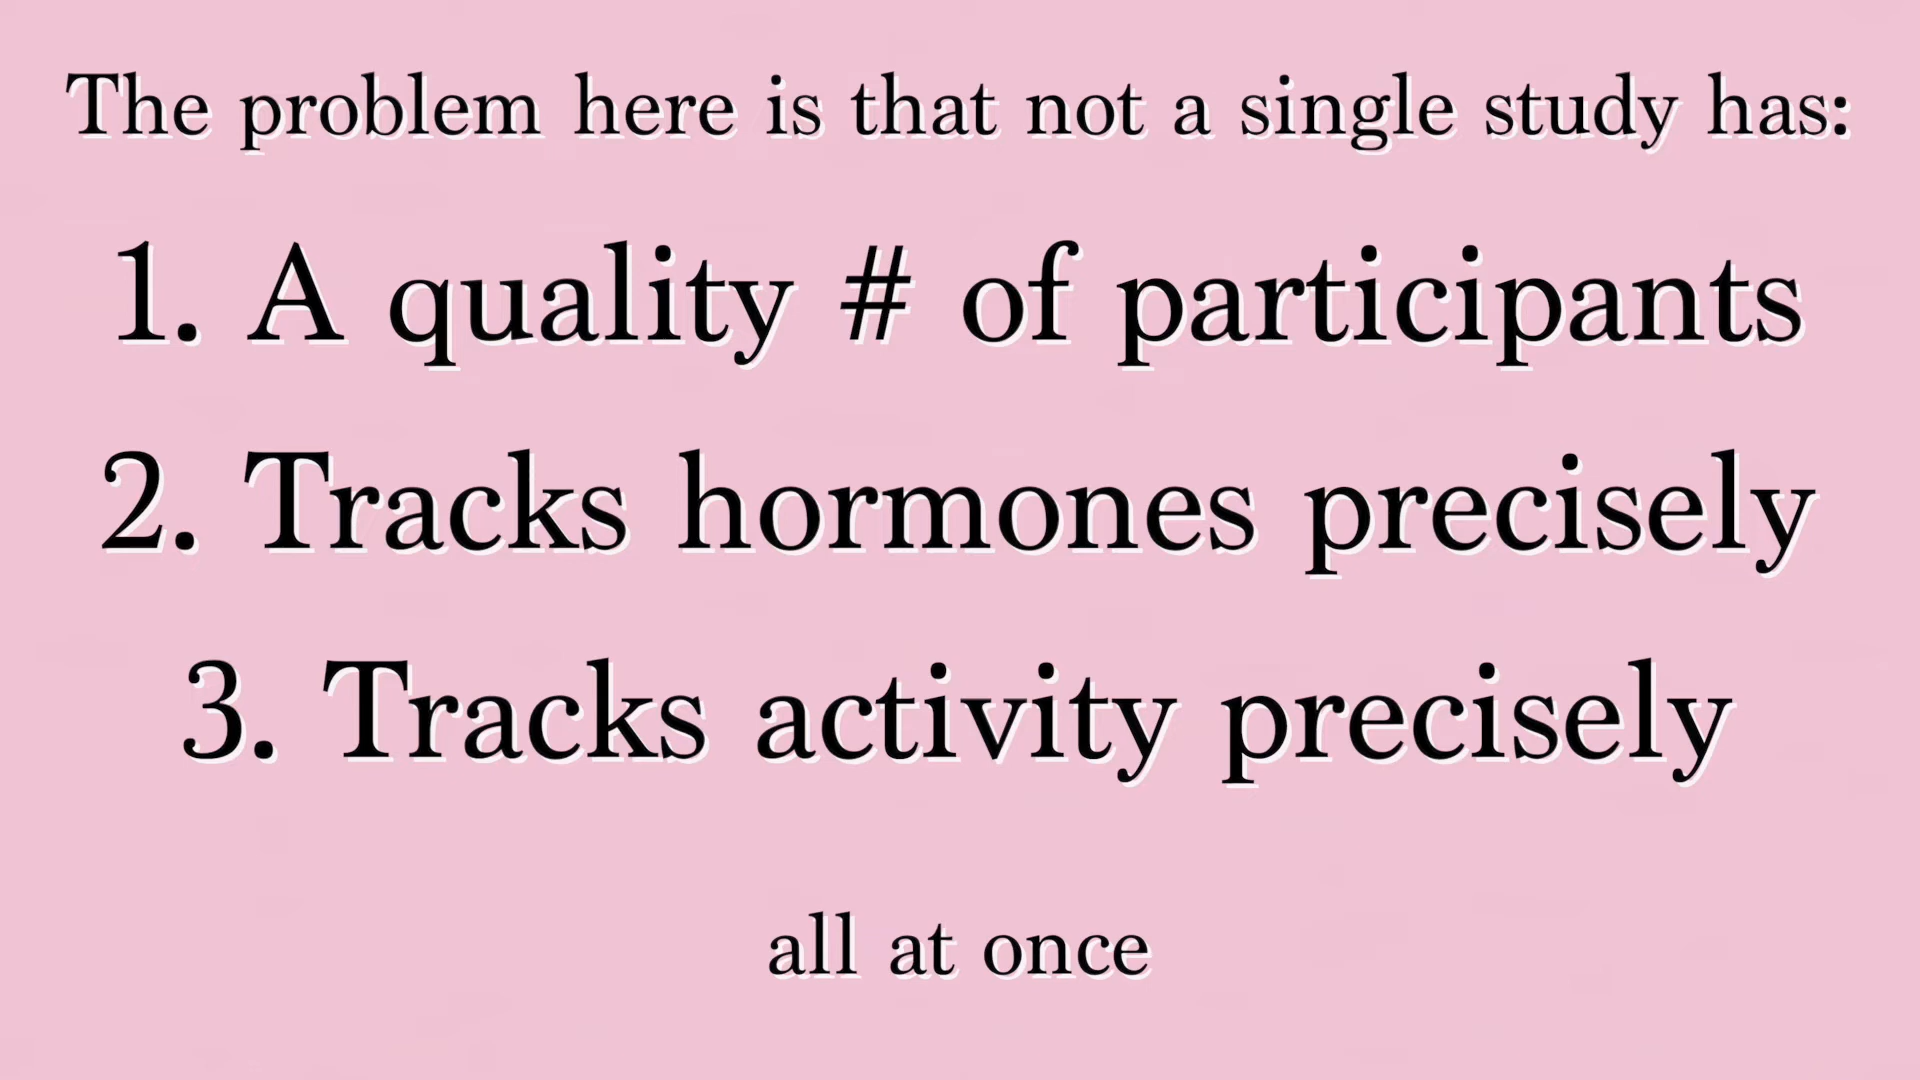 The problem here is that not a single study has:
1. A quality # of participants
2. Tracks hormones precisely
3. Tracks activity precisely
all at once